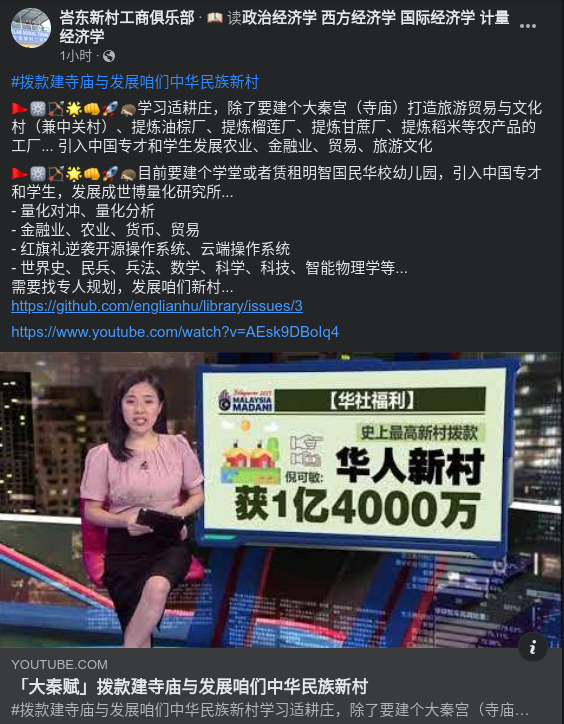 峇东新村工商俱乐部 · 📖 读政治经济学 西方经济学 国际经济学 计量
经济学
1小时 ·
#拨款建寺庙与发展咱们中华民族新村
🚩⚛️🏹🌟👊🚀🦔学习适耕庄，除了要建个大秦宫（寺庙）打造旅游贸易与文化
村（兼中关村）、提炼油棕厂、提炼榴莲厂、提炼甘蔗厂、提炼稻米等农产品的
工厂... 引入中国专才和学生发展农业、金融业、贸易、旅游文化
🚩⚛️🏹🌟👊🚀🦔目前要建个学堂或者赁租明智国民华校幼儿园，引入中国专才
和学生，发展成世博量化研究所...
- 量化对冲、量化分析
- 金融业、农业、货币、贸易
- 红旗礼逆袭开源操作系统、云端操作系统
- 世界史、民兵、兵法、数学、科学、科技、智能物理学等...
需要找专人规划，发展咱们新村...
https://github.com/englianhu/library/issues/3
https://www.youtube.com/watch?v=AEsk9DBoIq4
MALAYSIA
MADANI
【华社福利】
史上最高新村拨款
倪可敏:
华人新村
获1亿4000万
YOUTUBE.COM
「大秦赋」拨款建寺庙与发展咱们中华民族新村
#拨款建寺庙与发展咱们中华民族新村学习适耕庄，除了要建个大秦宫（寺庙...